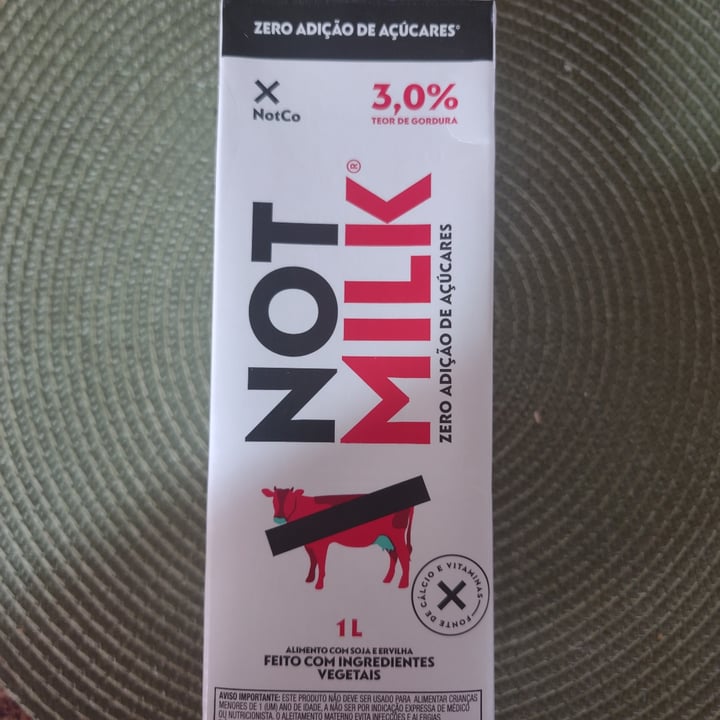 ZERO ADIÇÃO DE AÇÚCARES*
NotCo
3,0%
TEOR DE GORDURA
NOT
MILK®
ZERO ADIÇÃO DE AÇÚCARES
FONTE DE CÁLCIO E VITAMINAS
1 L
ALIMENTO COM SOJA E ERVILHA
FEITO COM INGREDIENTES
VEGETAIS
AVISO IMPORTANTE: ESTE PRODUTO NÃO DEVE SER USADO PARA ALIMENTAR CRIANÇAS
MENORES DE 1 (UM) ANO DE IDADE, A NÃO SER POR INDICAÇÃO EXPRESSA DE MÉDICO
OU NUTRICIONISTA. O ALEITAMENTO MATERNO EVITA INFECÇÕES E ALERGIAS